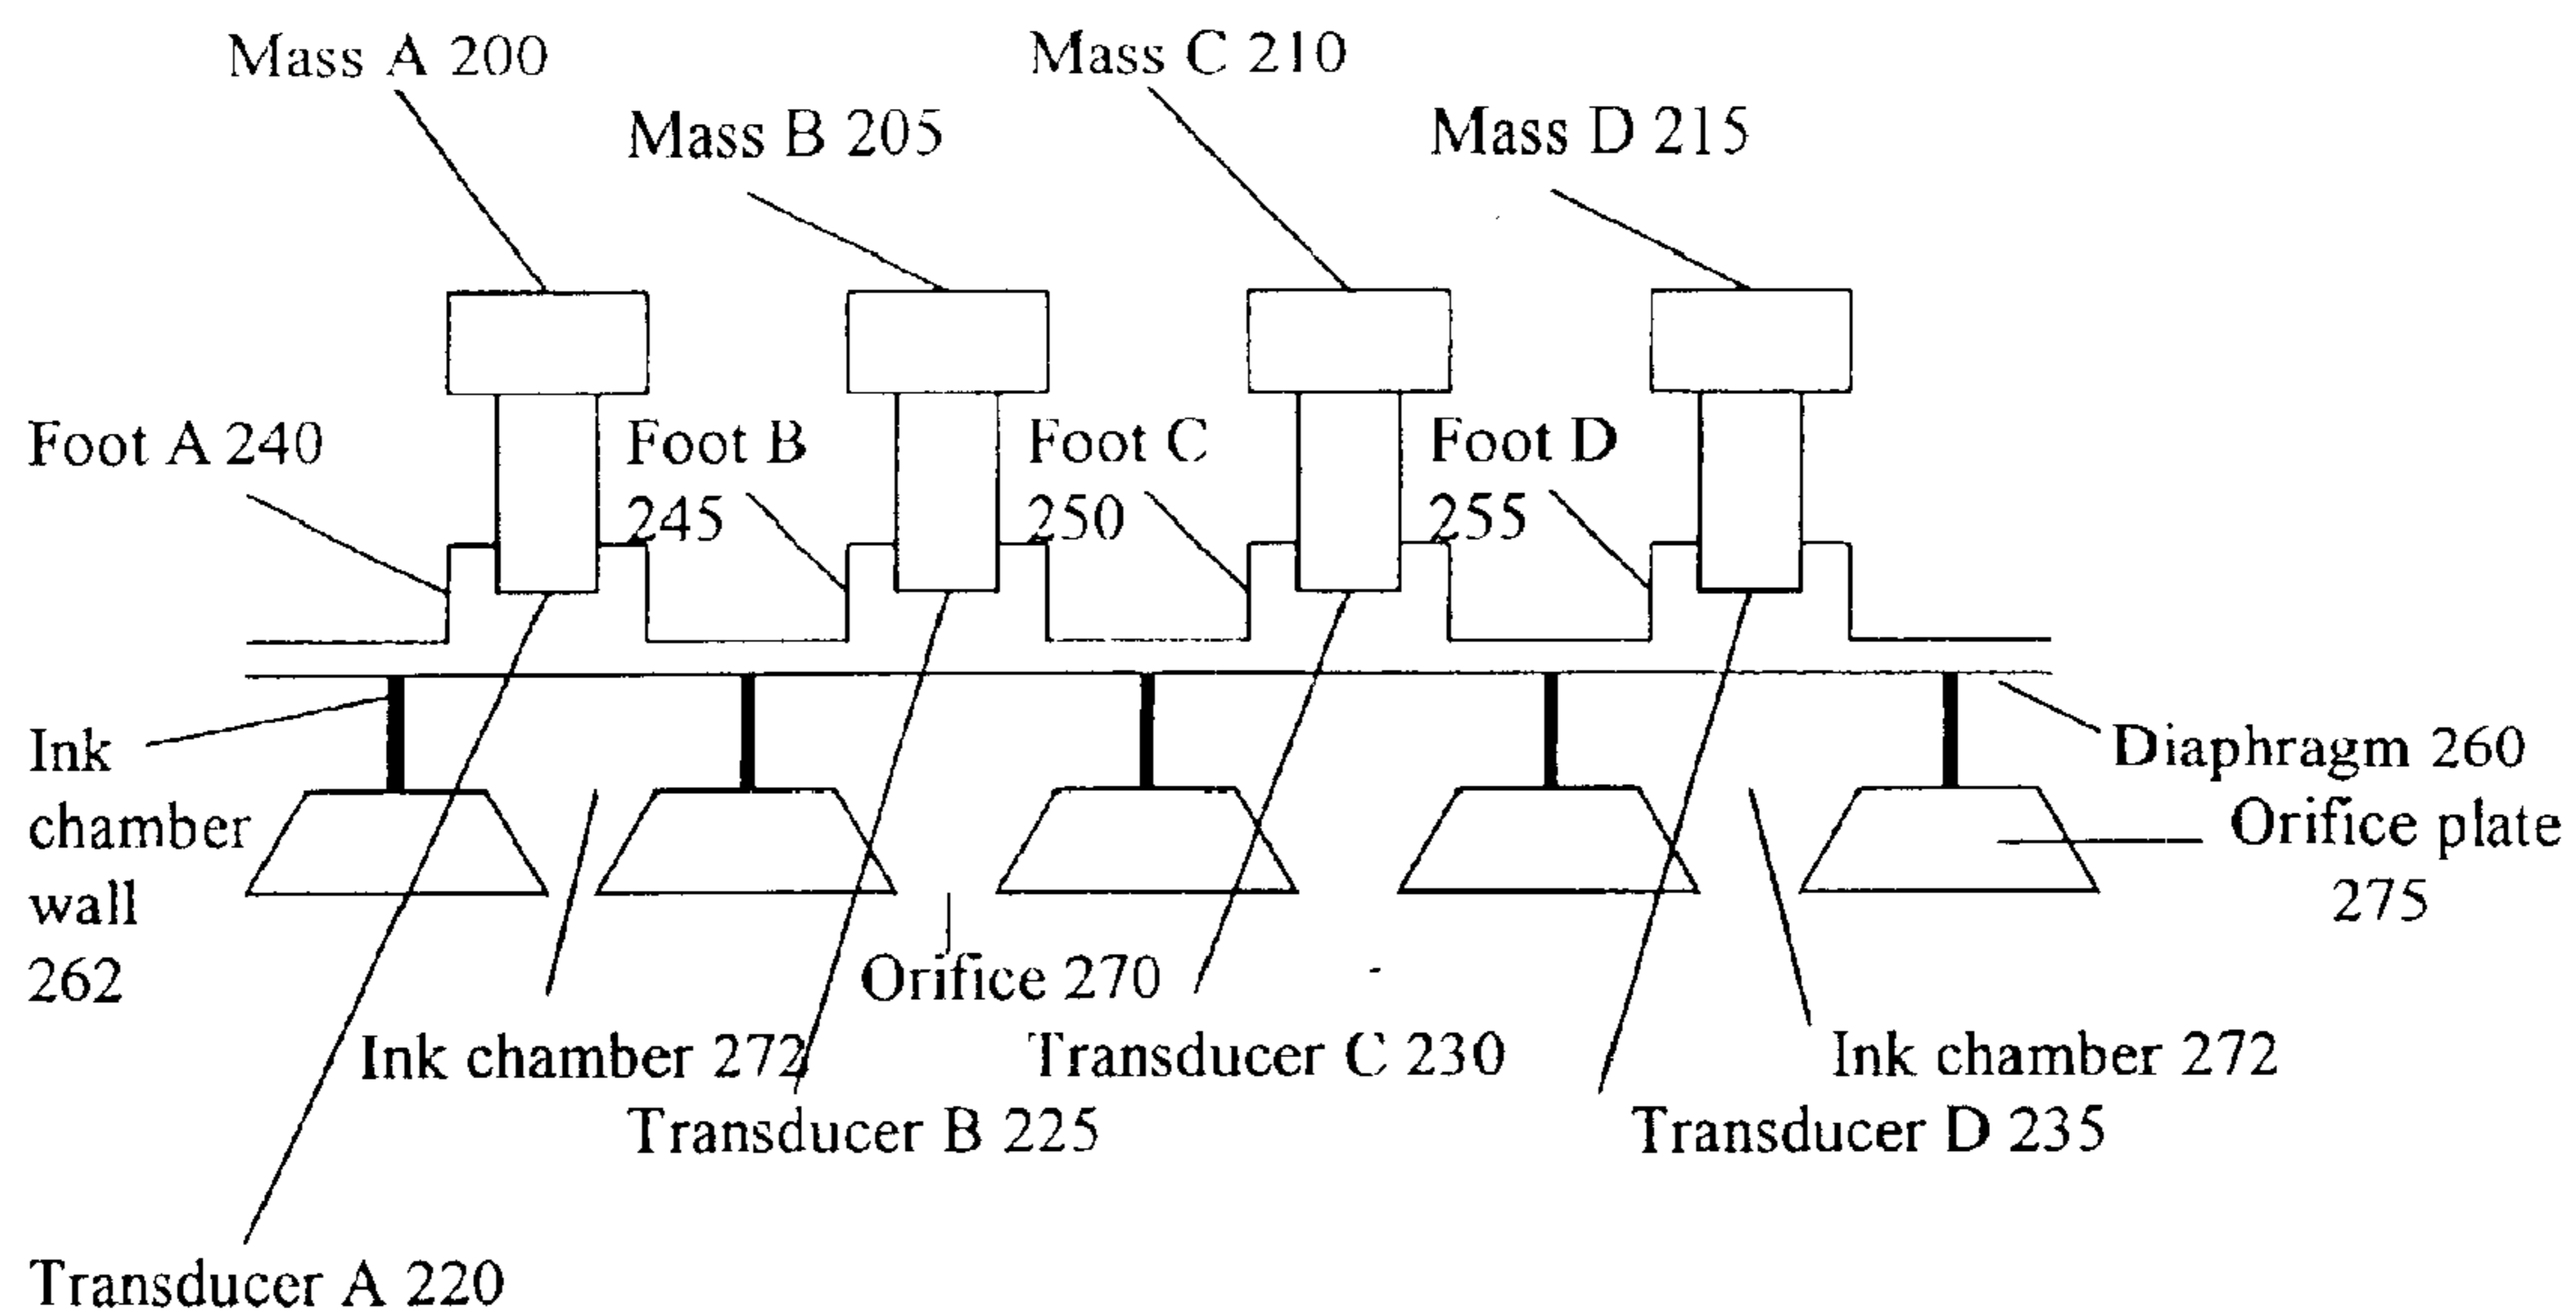 Mass A 200
Mass C 210
Mass B 205
Mass D 215
Foot A 240
Foot B
245
Foot C
250
Foot D
255
Ink
chamber
wall
262
Diaphragm 260
Orifice plate
275
Orifice 270
Ink chamber 272
Transducer C 230
Ink chamber 272
Transducer B 225
Transducer D 235
Transducer A 220